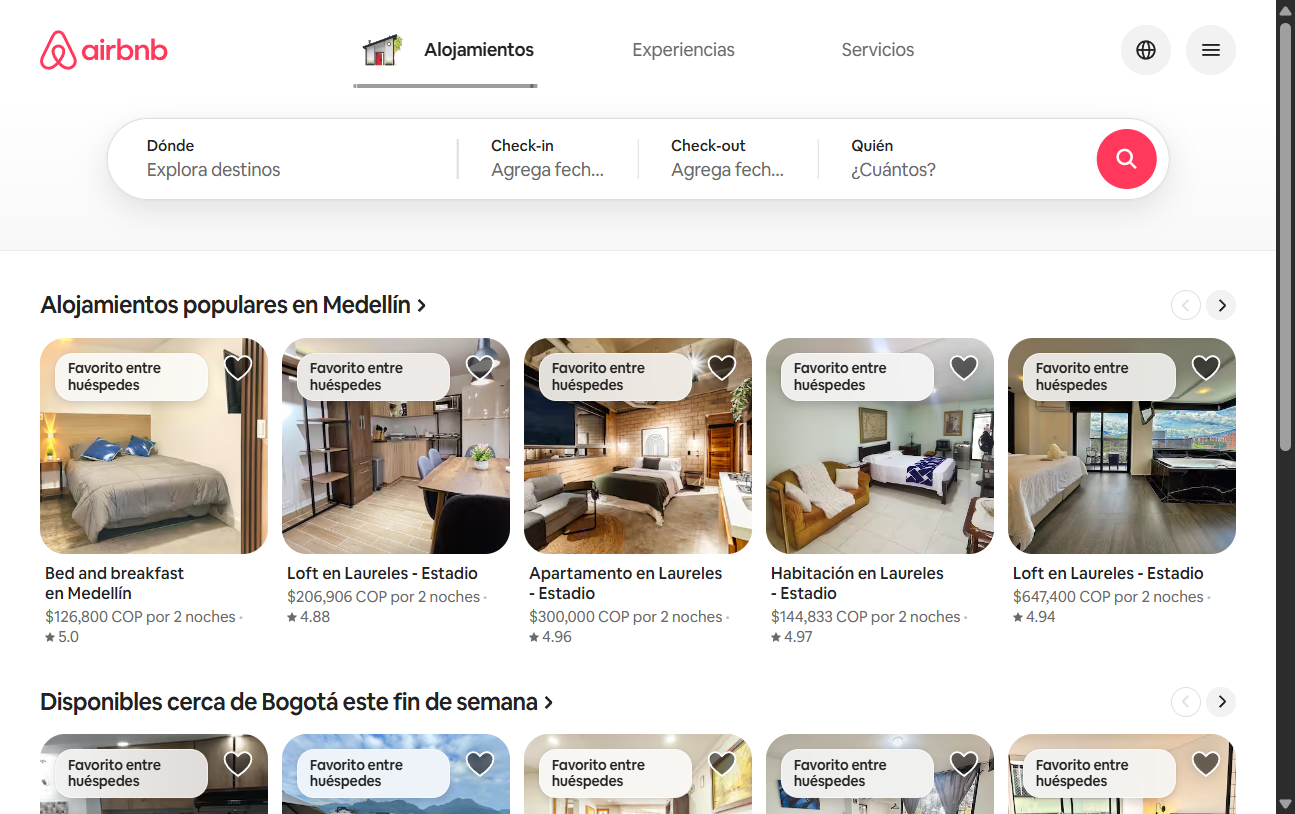 airbnb
Alojamientos
Experiencias
Servicios
Dónde
Explora destinos
Check-in
Agrega fech...
Check-out
Agrega fech...
Quién
¿Cuántos?
Alojamientos populares en Medellín
Favorito entre
huéspedes
Favorito entre
huéspedes
Favorito entre
huéspedes
Favorito entre
huéspedes
Favorito entre
huéspedes
Bed and breakfast
en Medellín
$126,800 COP por 2 noches ·
★ 5.0
Loft en Laureles - Estadio
$206,906 COP por 2 noches ·
★ 4.88
Apartamento en Laureles
- Estadio
$300,000 COP por 2 noches ·
★ 4.96
Habitación en Laureles
- Estadio
$144,833 COP por 2 noches ·
★ 4.97
Loft en Laureles - Estadio
$647,400 COP por 2 noches ·
★ 4.94
Disponibles cerca de Bogotá este fin de semana
Favorito entre
huéspedes
Favorito entre
huéspedes
Favorito entre
huéspedes
Favorito entre
huéspedes
Favorito entre
huéspedes